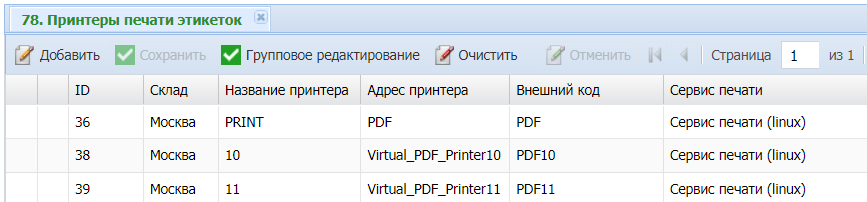 78. Принтеры печати этикеток
Добавить Сохранить Групповое редактирование Очистить Отменить Страница 1 из 1
ID Склад Название принтера Адрес принтера Внешний код Сервис печати
36 Москва PRINT PDF PDF Сервис печати (linux)
38 Москва 10 Virtual_PDF_Printer10 PDF10 Сервис печати (linux)
39 Москва 11 Virtual_PDF_Printer11 PDF11 Сервис печати (linux)